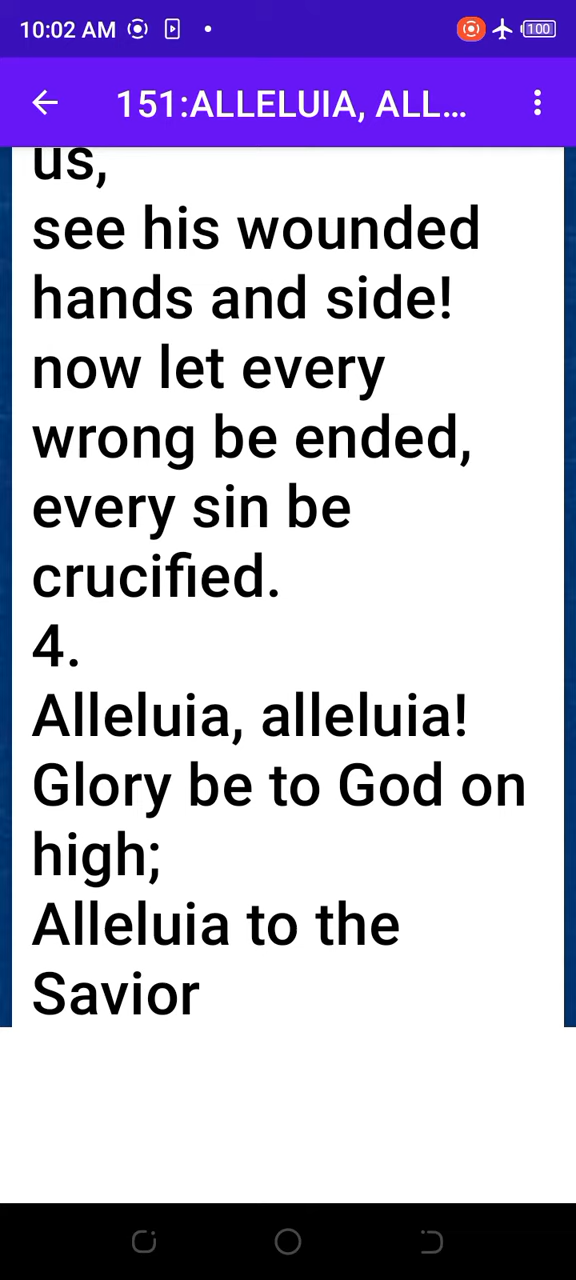 10:02 AM
100
151:ALLELUIA, ALL...
us,
see his wounded
hands and side!
now let every
wrong be ended,
every sin be
crucified.
4.
Alleluia, alleluia!
Glory be to God on
high;
Alleluia to the
Savior